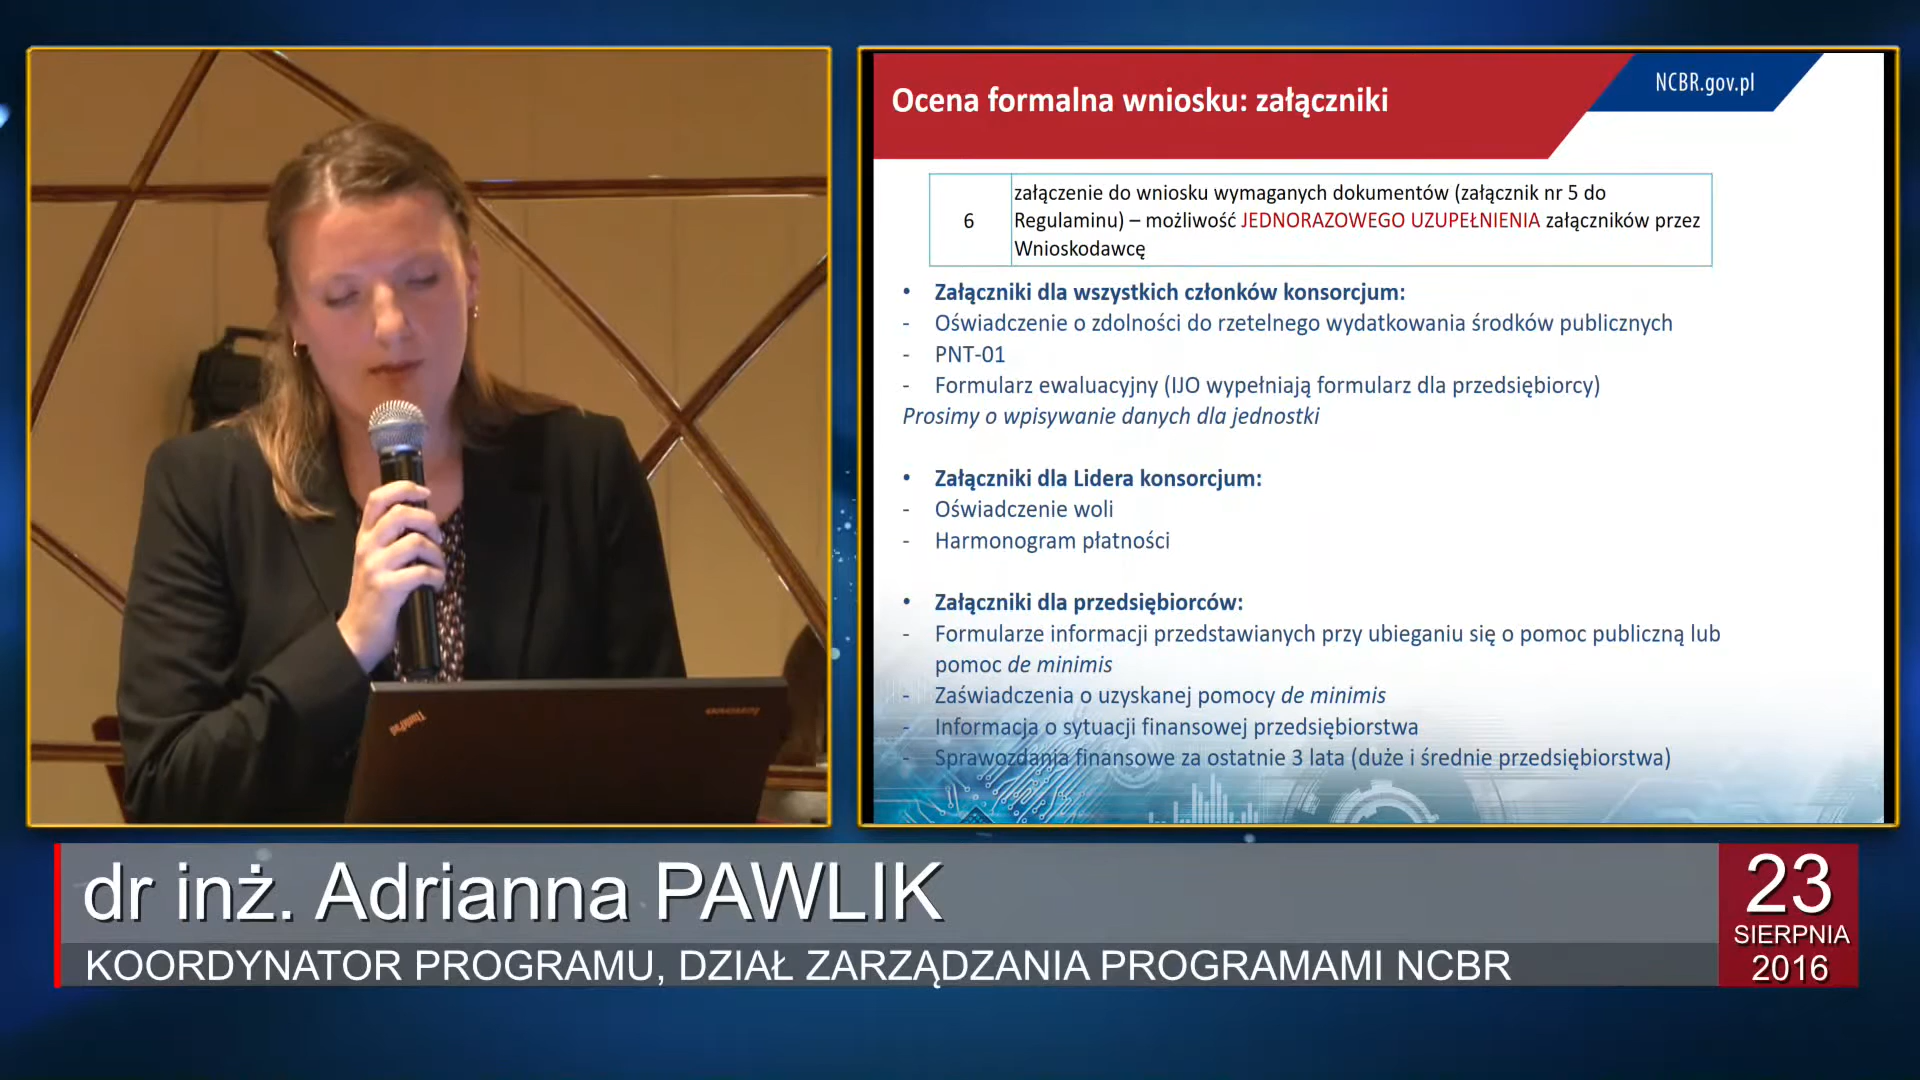 Ocena formalna wniosku: załączniki
NCBR.gov.pl
6
załączenie do wniosku wymaganych dokumentów (załącznik nr 5 do
Regulaminu) – możliwość JEDNORAZOWEGO UZUPEŁNIENIA załączników przez
Wnioskodawcę
• Załączniki dla wszystkich członków konsorcjum:
- Oświadczenie o zdolności do rzetelnego wydatkowania środków publicznych
- PNT-01
- Formularz ewaluacyjny (IJO wypełniają formularz dla przedsiębiorcy)
Prosimy o wpisywanie danych dla jednostki
• Załączniki dla Lidera konsorcjum:
- Oświadczenie woli
- Harmonogram płatności
• Załączniki dla przedsiębiorców:
- Formularze informacji przedstawianych przy ubieganiu się o pomoc publiczną lub
pomoc de minimis
- Zaświadczenia o uzyskanej pomocy de minimis
- Informacja o sytuacji finansowej przedsiębiorstwa
- Sprawozdania finansowe za ostatnie 3 lata (duże i średnie przedsiębiorstwa)
ThinkPad
lenovo
dr inż. Adrianna PAWLIK
KOORDYNATOR PROGRAMU, DZIAŁ ZARZĄDZANIA PROGRAMAMI NCBR
23
SIERPNIA
2016